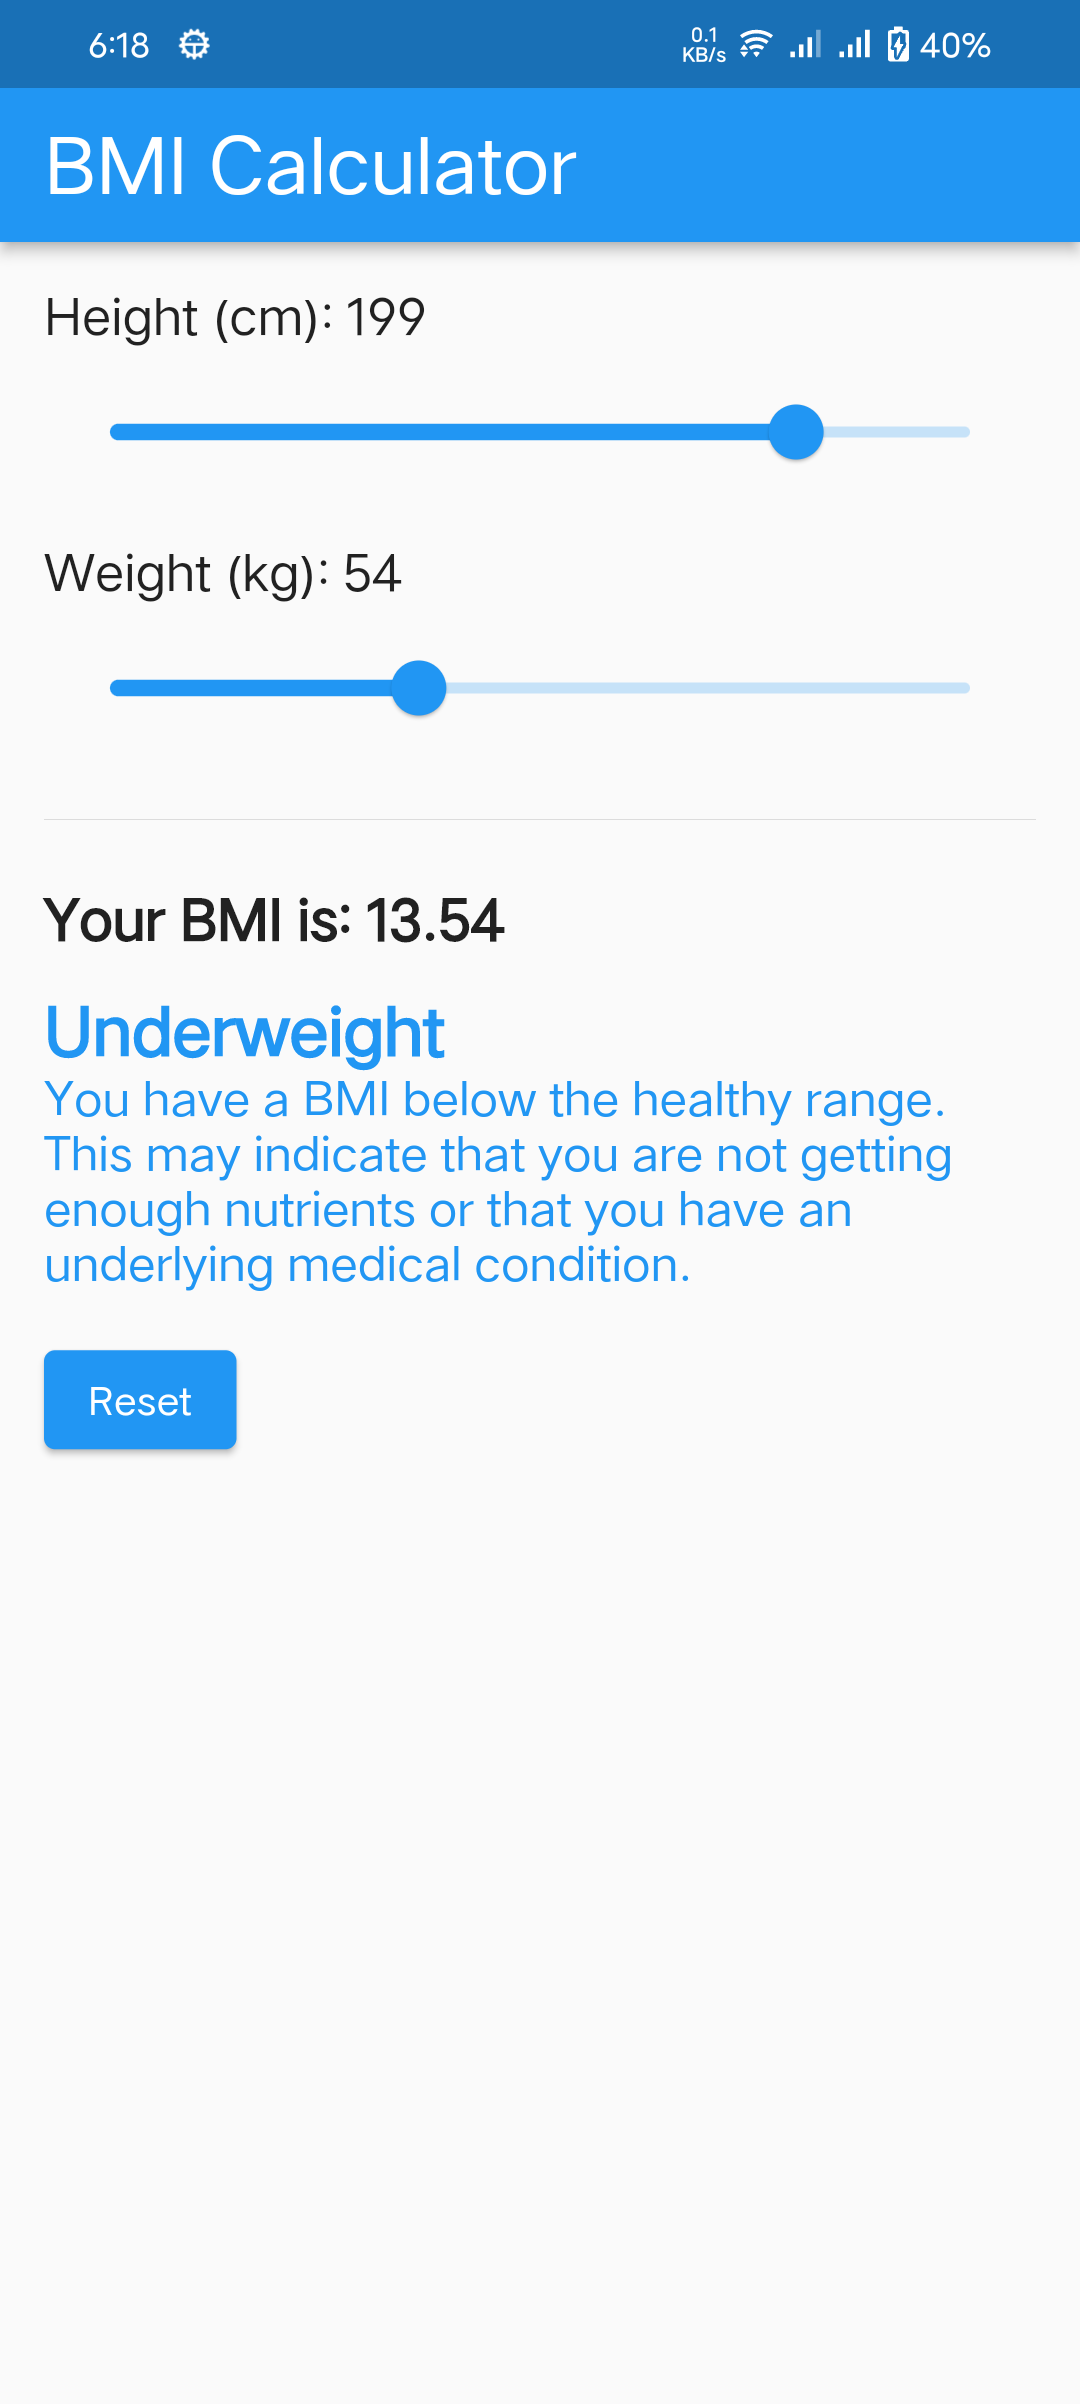 6:18
0.1
KB/s
40%
BMI Calculator
Height (cm): 199
Weight (kg): 54
Your BMI is: 13.54
Underweight
You have a BMI below the healthy range.
This may indicate that you are not getting
enough nutrients or that you have an
underlying medical condition.
Reset